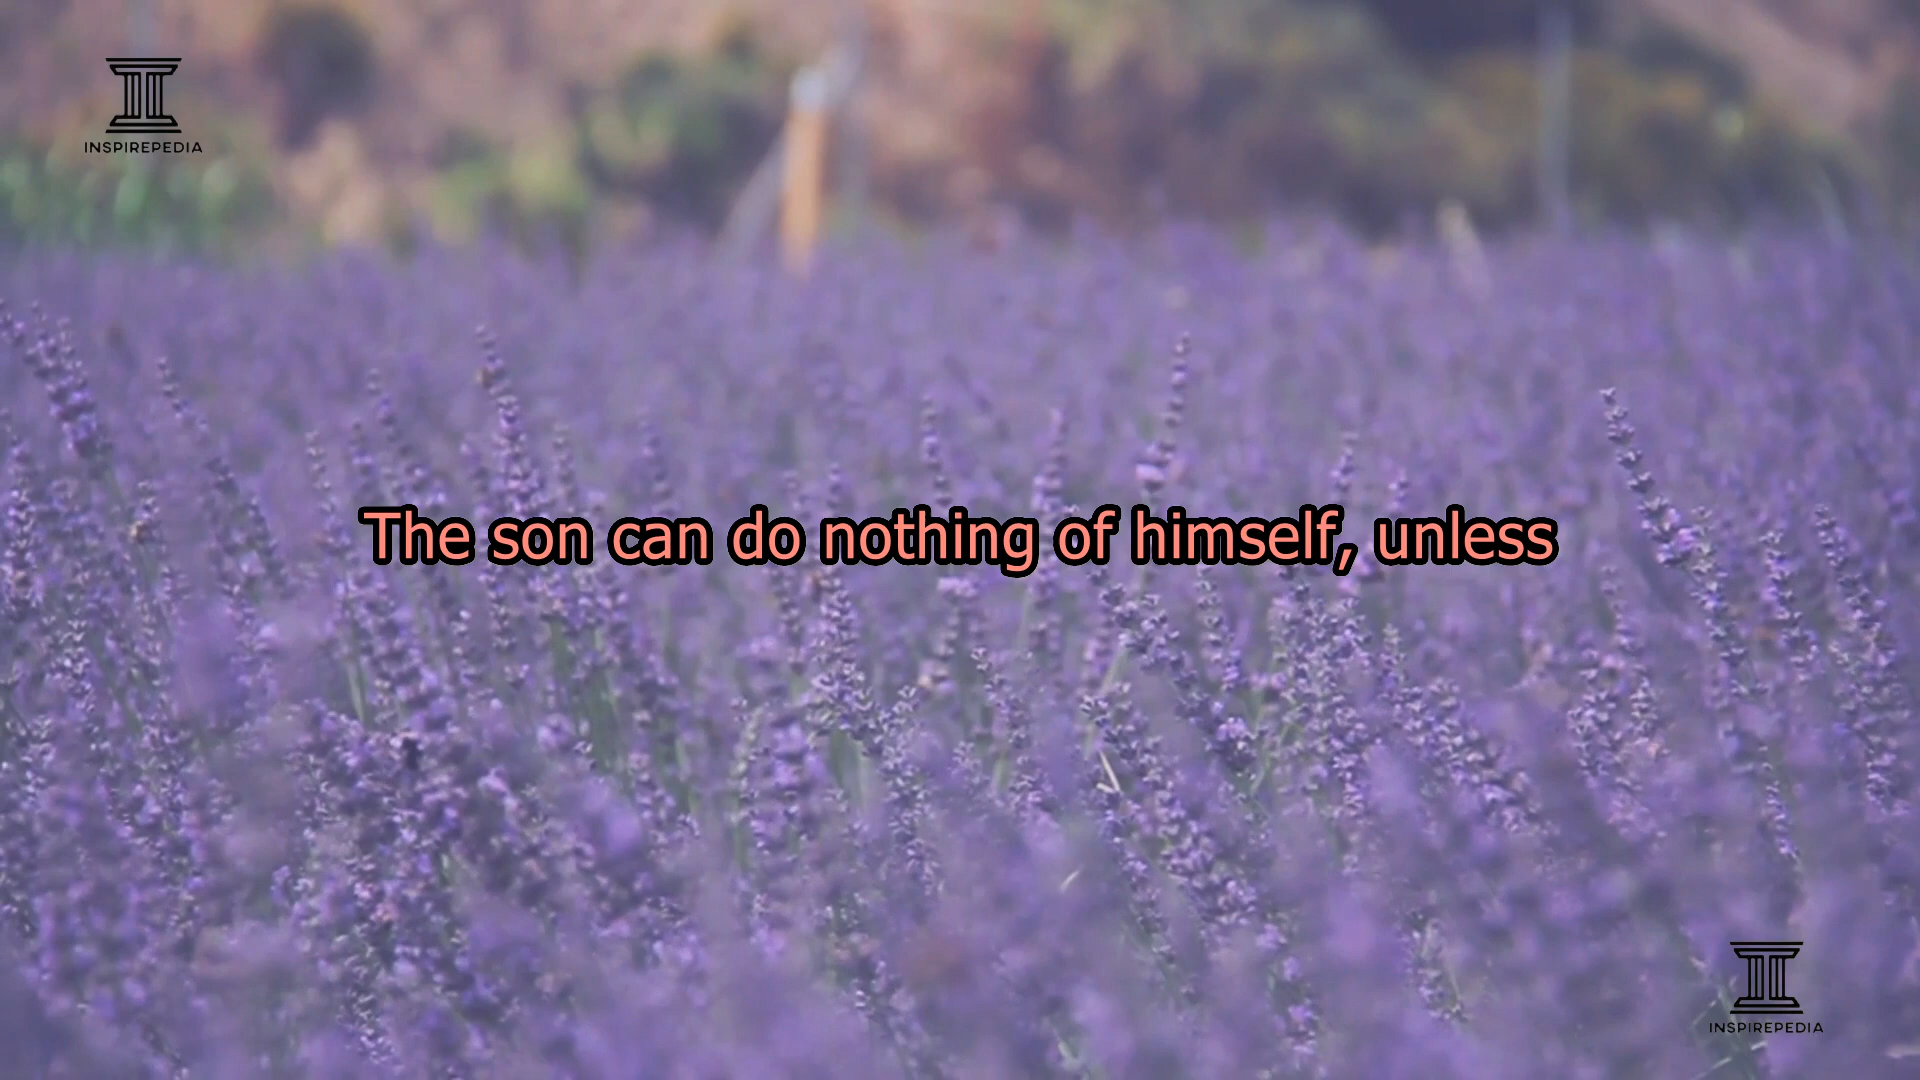 INSPIREPEDIA
The son can do nothing of himself, unless
INSPIREPEDIA